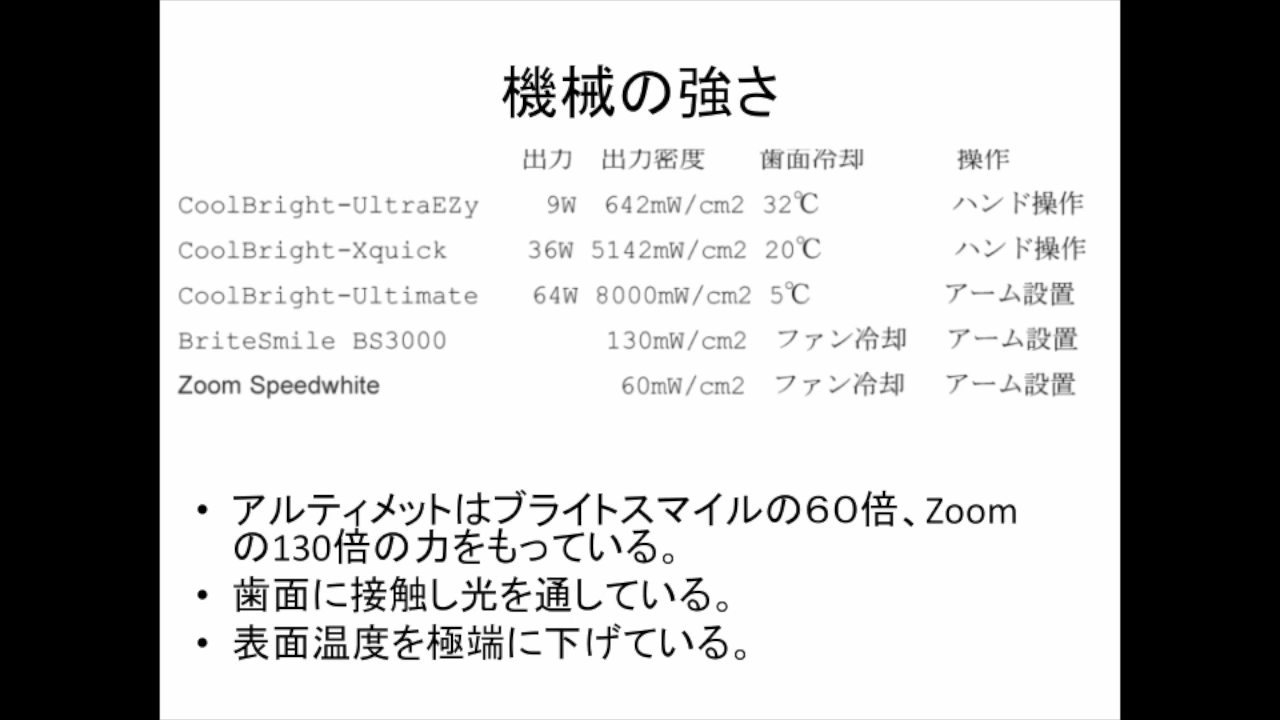 機械の強さ
出力 出力密度 歯面冷却 操作
CoolBright-UltraEZy 9W 642mW/cm2 32℃ ハンド操作
CoolBright-Xquick 36W 5142mW/cm2 20℃ ハンド操作
CoolBright-Ultimate 64W 8000mW/cm2 5℃ アーム設置
BriteSmile BS3000 130mW/cm2 ファン冷却 アーム設置
Zoom Speedwhite 60mW/cm2 ファン冷却 アーム設置
• アルティメットはブライトスマイルの６０倍、Zoom
の130倍の力をもっている。
• 歯面に接触し光を通している。
• 表面温度を極端に下げている。